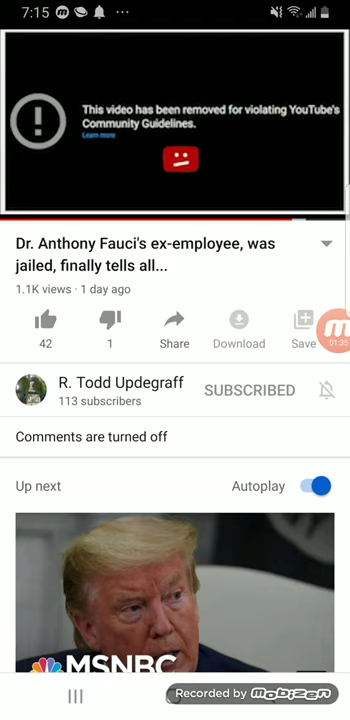 7:15
This video has been removed for violating YouTube's
Community Guidelines.
Learn more
Dr. Anthony Fauci's ex-employee, was
jailed, finally tells all...
1.1K views · 1 day ago
42
1
Share
Download
Save
01:35
R. Todd Updegraff
113 subscribers
SUBSCRIBED
Comments are turned off
Up next
Autoplay
MSNBC
Recorded by mobizen